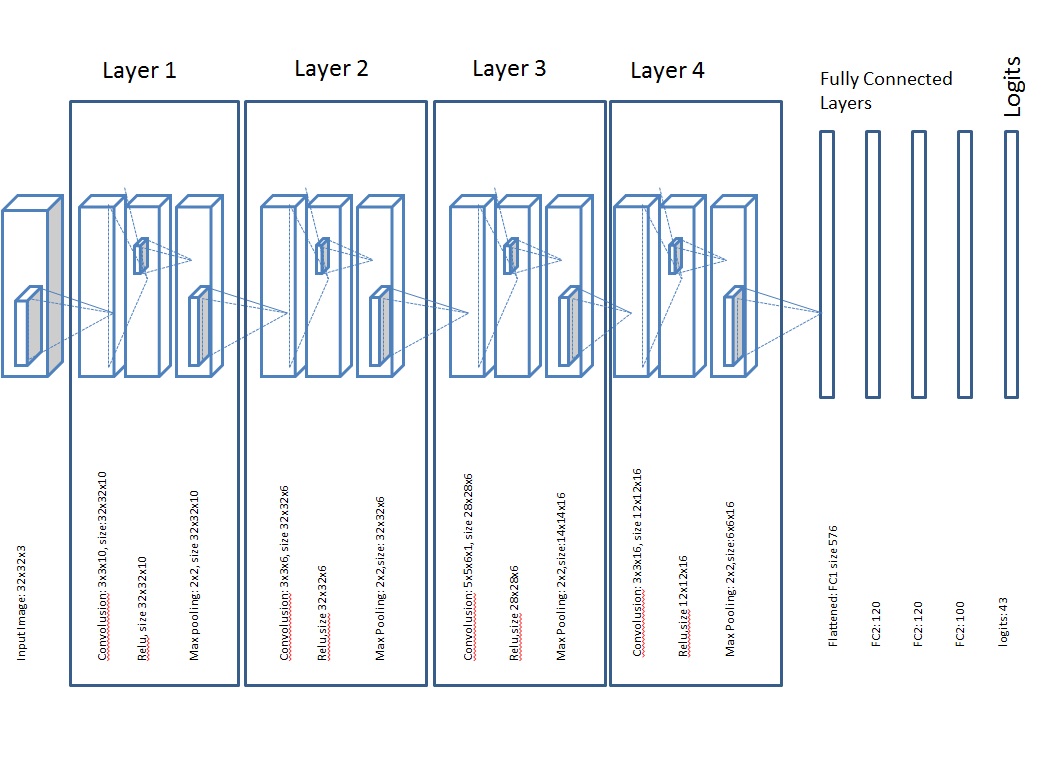 Layer 1
Layer 2
Layer 3
Layer 4
Fully Connected
Layers
Logits
Input Image: 32x32x3
Convolusion: 3x3x10, size:32x32x10
Relu, size 32x32x10
Max pooling: 2x2, size 32x32x10
Convolusion: 3x3x6, size 32x32x6
Relu,size 32x32x6
Max Pooling: 2x2,size: 32x32x6
Convolusion: 5x5x6x1, size 28x28x6
Relu,size 28x28x6
Max Pooling: 2x2,size:14x14x16
Convolusion: 3x3x16, size 12x12x16
Relu,size 12x12x16
Max Pooling: 2x2,size:6x6x16
Flattened: FC1 size 576
FC2: 120
FC2: 120
FC2: 100
logits: 43